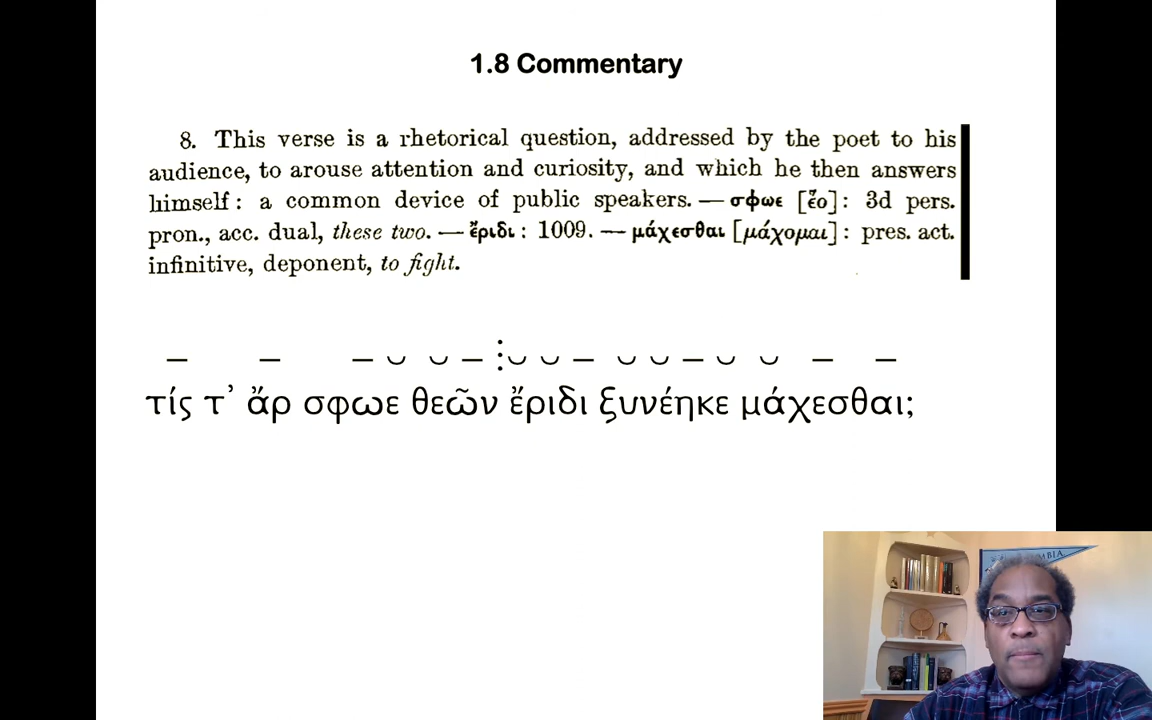 1.8 Commentary
8. This verse is a rhetorical question, addressed by the poet to his
audience, to arouse attention and curiosity, and which he then answers
himself: a common device of public speakers. — σφωε [ἕο]: 3d pers.
pron., acc. dual, these two. — ἔριδι: 1009. — μάχεσθαι [μάχομαι]: pres. act.
infinitive, deponent, to fight.
– – – ⏑ ⏑ – ⋮ ⏑ ⏑ – ⏑ ⏑ – ⏑ ⏑ – –
τίς τ’ ἄρ σφωε θεῶν ἔριδι ξυνέηκε μάχεσθαι;